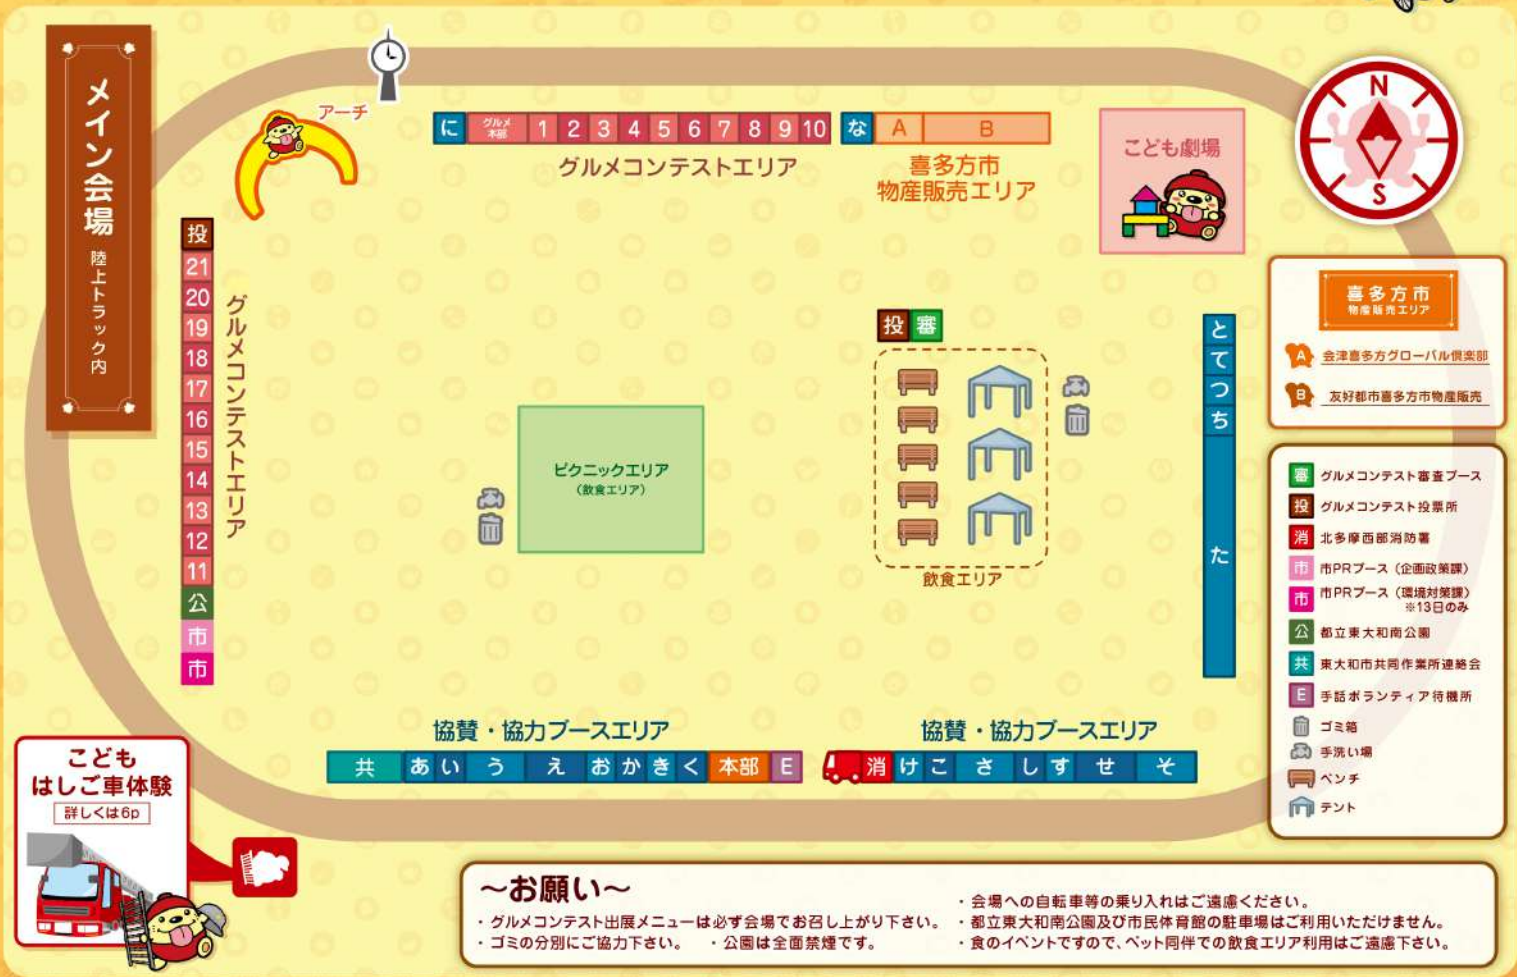 メイン会場 陸上トラック内
アーチ
に グルメ本部 1 2 3 4 5 6 7 8 9 10 な A B
グルメコンテストエリア
喜多方市
物産販売エリア
こども劇場
N
S
投
21
20
19
18
17
16
15
14
13
12
11
公
市
市
グルメコンテストエリア
投 審
ピクニックエリア
(飲食エリア)
飲食エリア
と
て
つ
ち
た
喜多方市
物産販売エリア
A 会津喜多方グローバル倶楽部
B 友好都市喜多方市物産販売
審 グルメコンテスト審査ブース
投 グルメコンテスト投票所
消 北多摩西部消防署
市 市PRブース(企画政策課)
市 市PRブース(環境対策課)
※13日のみ
公 都立東大和南公園
共 東大和市共同作業所連絡会
E 手話ボランティア待機所
ゴミ箱
手洗い場
ベンチ
テント
協賛・協力ブースエリア
共 あ い う え お か き く 本部 E
協賛・協力ブースエリア
消 け こ さ し す せ そ
こども
はしご車体験
詳しくは6p
〜お願い〜
・グルメコンテスト出展メニューは必ず会場でお召し上がり下さい。
・ゴミの分別にご協力下さい。 ・公園は全面禁煙です。
・会場への自転車等の乗り入れはご遠慮ください。
・都立東大和南公園及び市民体育館の駐車場はご利用いただけません。
・食のイベントですので、ペット同伴での飲食エリア利用はご遠慮下さい。